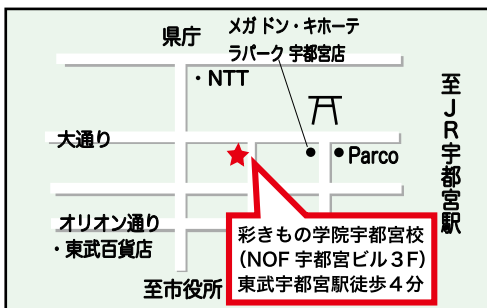 県庁
メガ ドン・キホーテ
ラパーク 宇都宮店
・NTT
至JR宇都宮駅
大通り
Parco
オリオン通り
・東武百貨店
至市役所
彩きもの学院宇都宮校
（NOF 宇都宮ビル３F）
東武宇都宮駅徒歩４分